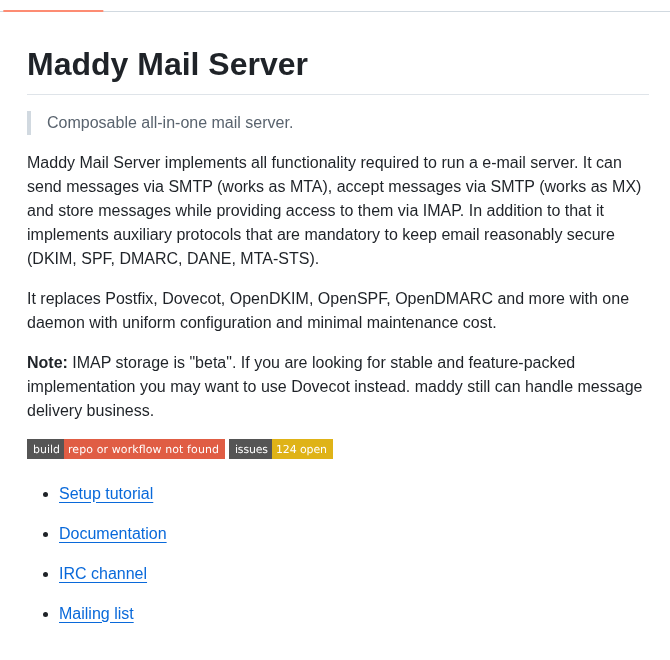 Maddy Mail Server
Composable all-in-one mail server.
Maddy Mail Server implements all functionality required to run a e-mail server. It can
send messages via SMTP (works as MTA), accept messages via SMTP (works as MX)
and store messages while providing access to them via IMAP. In addition to that it
implements auxiliary protocols that are mandatory to keep email reasonably secure
(DKIM, SPF, DMARC, DANE, MTA-STS).
It replaces Postfix, Dovecot, OpenDKIM, OpenSPF, OpenDMARC and more with one
daemon with uniform configuration and minimal maintenance cost.
Note: IMAP storage is "beta". If you are looking for stable and feature-packed
implementation you may want to use Dovecot instead. maddy still can handle message
delivery business.
build repo or workflow not found issues 124 open
Setup tutorial
Documentation
IRC channel
Mailing list